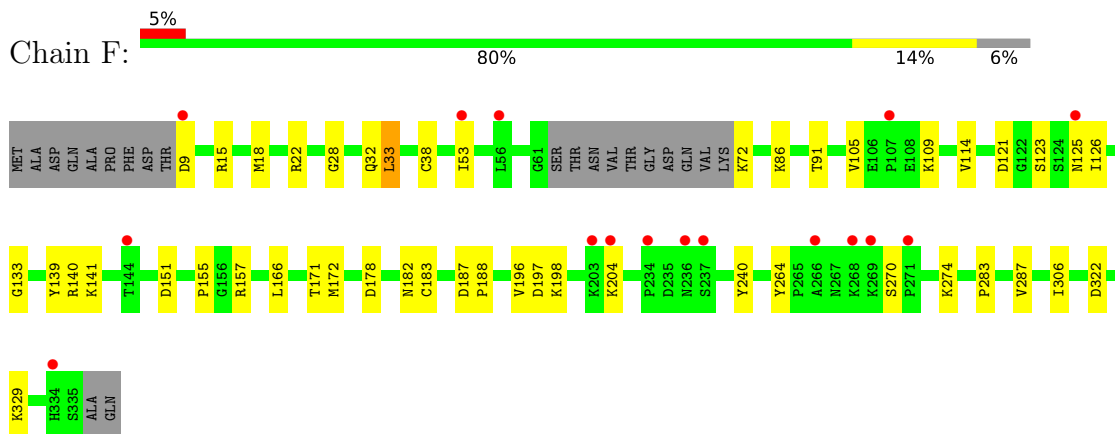 5%
Chain F:
80% 14% 6%
MET ALA ASP GLN ALA PRO PHE ASP THR D9 R15 M18 R22 G28 Q32 L33 C38 I53 L56 G61 SER THR ASN VAL THR GLY ASP GLN VAL LYS K72 K86 T91 V105 E106 P107 E108 K109 V114 D121 G122 S123 S124 N125 I126
G133 Y139 R140 K141 T144 D151 P155 G156 R157 L166 T171 M172 D178 N182 C183 D187 P188 V196 D197 K198 K203 K204 P234 D235 N236 S237 Y240 Y264 P265 A266 N267 K268 K269 S270 P271 K274 P283 V287 I306 D322
K329 H334 S335 ALA GLN